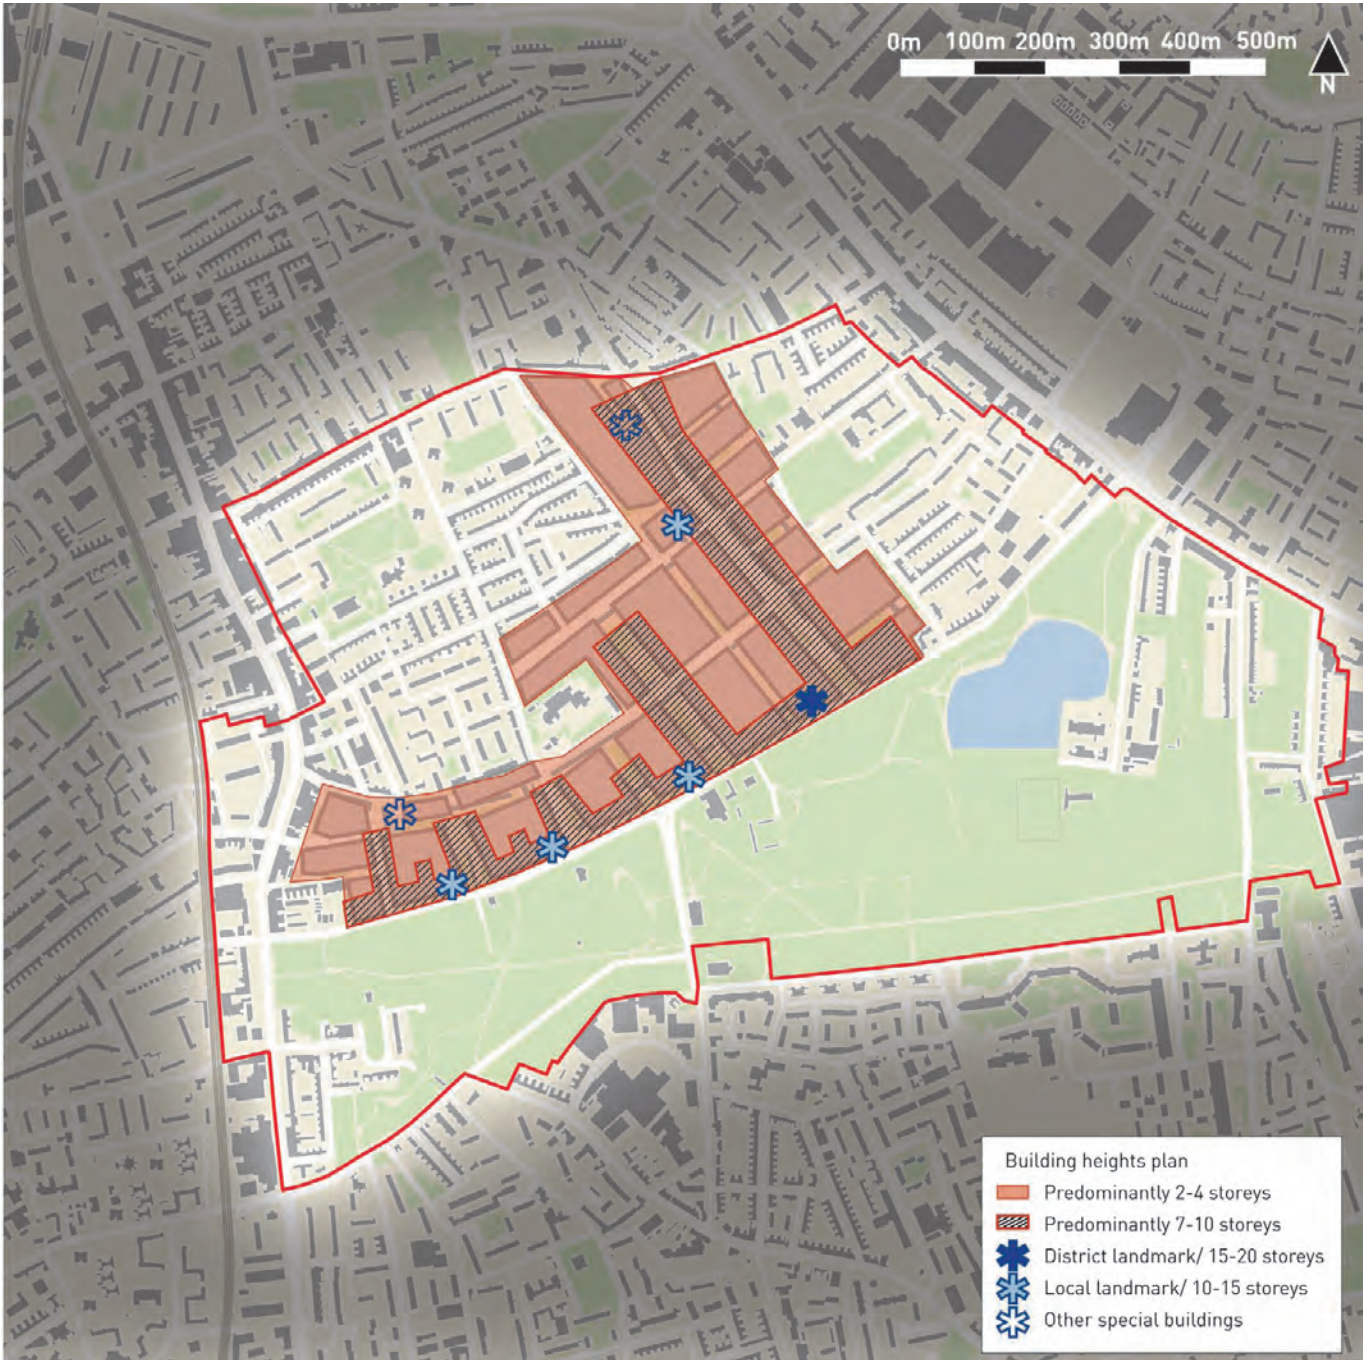 0m 100m 200m 300m 400m 500m
N
Building heights plan
Predominantly 2-4 storeys
Predominantly 7-10 storeys
District landmark/ 15-20 storeys
Local landmark/ 10-15 storeys
Other special buildings